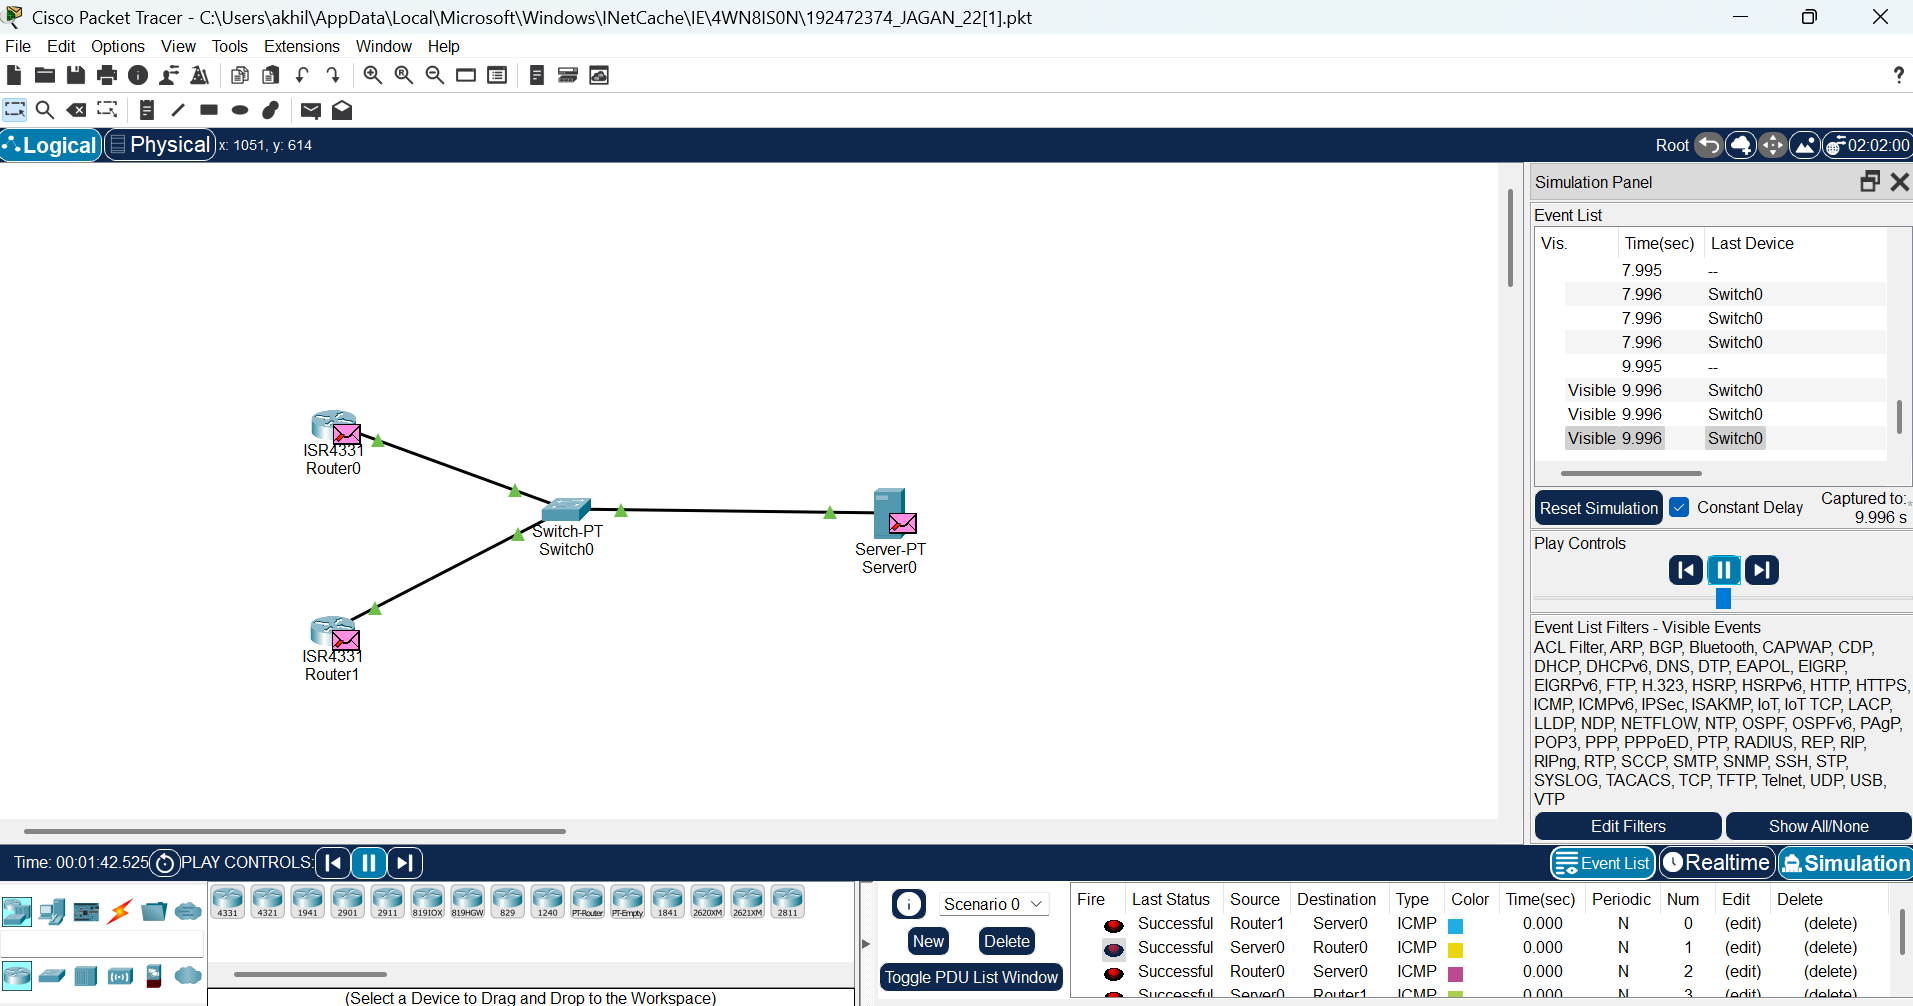 Cisco Packet Tracer - C:\Users\akhil\AppData\Local\Microsoft\Windows\INetCache\IE\4WN8IS0N\192472374_JAGAN_22[1].pkt
File Edit Options View Tools Extensions Window Help
?
Logical Physical x: 1051, y: 614
Root 02:02:00
Simulation Panel
Event List
Vis. Time(sec) Last Device
7.995 --
7.996 Switch0
7.996 Switch0
7.996 Switch0
9.995 --
Visible 9.996 Switch0
Visible 9.996 Switch0
Visible 9.996 Switch0
Reset Simulation Constant Delay Captured to:
9.996 s
Play Controls
Event List Filters - Visible Events
ACL Filter, ARP, BGP, Bluetooth, CAPWAP, CDP,
DHCP, DHCPv6, DNS, DTP, EAPOL, EIGRP,
EIGRPv6, FTP, H.323, HSRP, HSRPv6, HTTP, HTTPS,
ICMP, ICMPv6, IPSec, ISAKMP, IoT, IoT TCP, LACP,
LLDP, NDP, NETFLOW, NTP, OSPF, OSPFv6, PAgP,
POP3, PPP, PPPoED, PTP, RADIUS, REP, RIP,
RIPng, RTP, SCCP, SMTP, SNMP, SSH, STP,
SYSLOG, TACACS, TCP, TFTP, Telnet, UDP, USB,
VTP
Edit Filters Show All/None
ISR4331
Router0
Switch-PT
Switch0
Server-PT
Server0
ISR4331
Router1
Time: 00:01:42.525 PLAY CONTROLS:
Event List Realtime Simulation
4331 4321 1941 2901 2911 819IOX 819HGW 829 1240 PT-Router PT-Empty 1841 2620XM 2621XM 2811
(Select a Device to Drag and Drop to the Workspace)
Scenario 0
New Delete
Toggle PDU List Window
Fire Last Status Source Destination Type Color Time(sec) Periodic Num Edit Delete
Successful Router1 Server0 ICMP 0.000 N 0 (edit) (delete)
Successful Server0 Router0 ICMP 0.000 N 1 (edit) (delete)
Successful Router0 Server0 ICMP 0.000 N 2 (edit) (delete)
Successful Server0 Router1 ICMP 0.000 N 3 (edit) (delete)